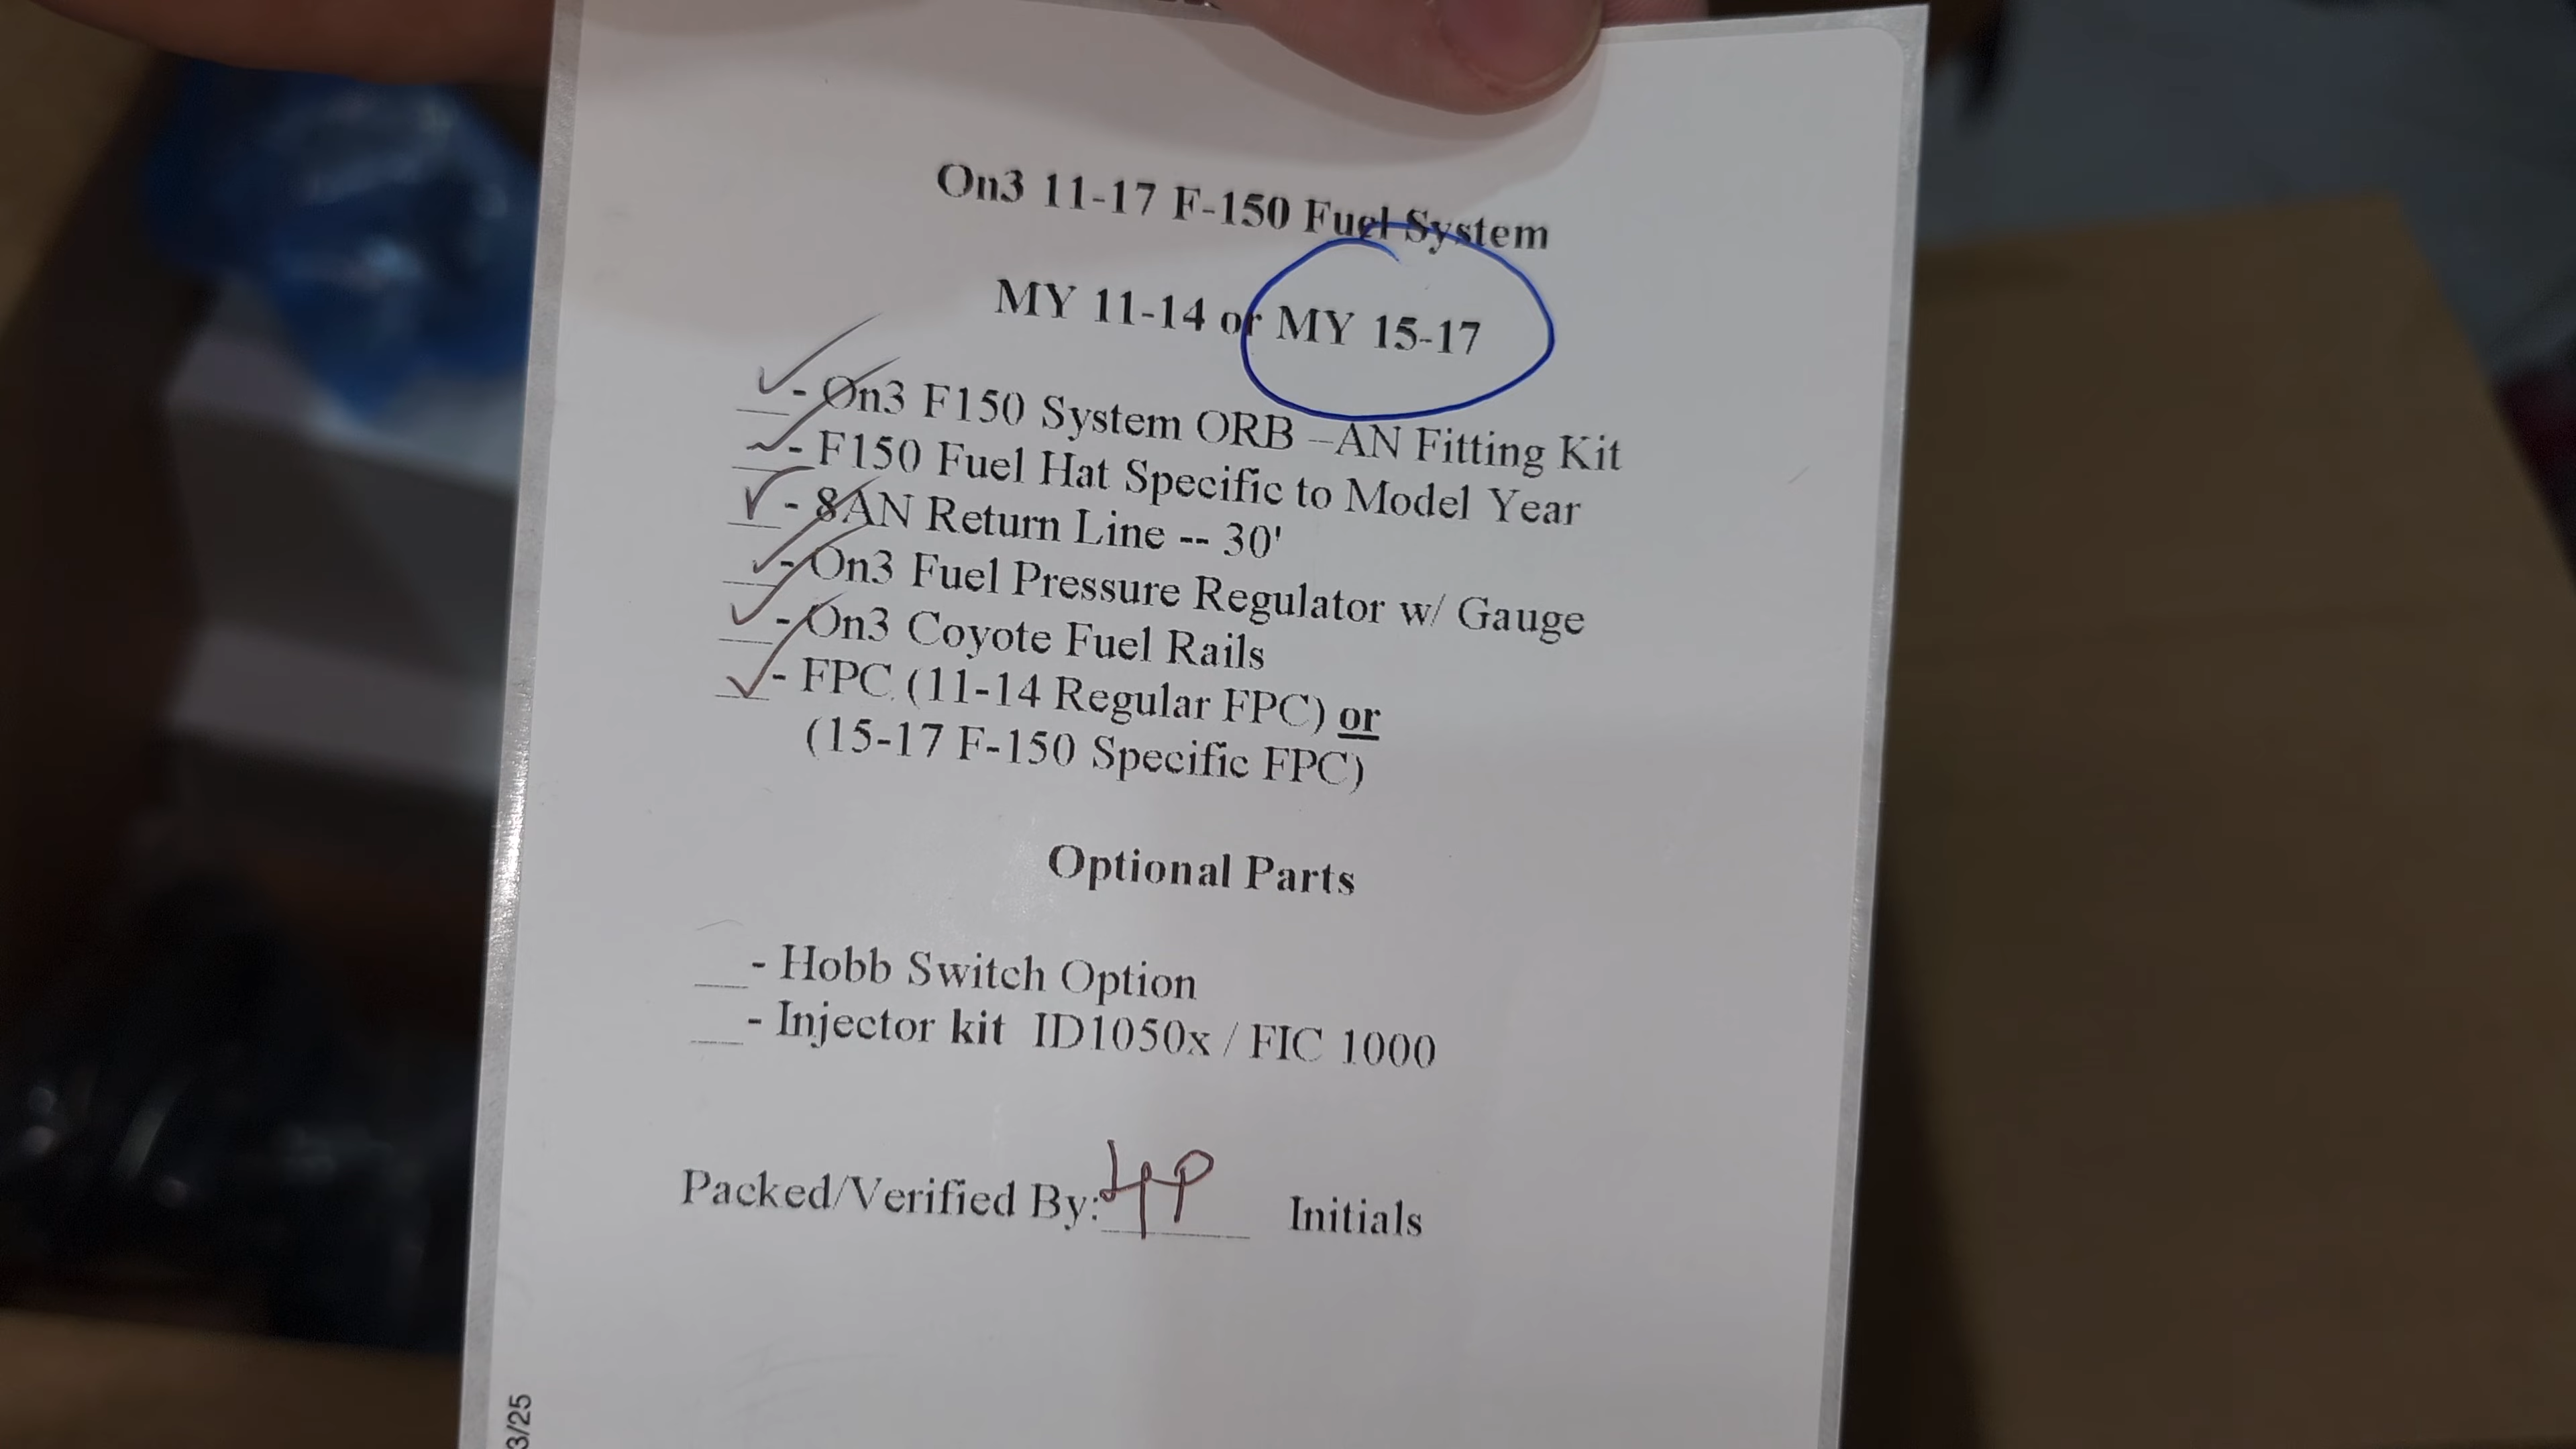 On3 11-17 F-150 Fuel System
MY 11-14 or MY 15-17
- On3 F150 System ORB –AN Fitting Kit
- F150 Fuel Hat Specific to Model Year
- 8AN Return Line -- 30'
- On3 Fuel Pressure Regulator w/ Gauge
- On3 Coyote Fuel Rails
- FPC (11-14 Regular FPC) or
(15-17 F-150 Specific FPC)
Optional Parts
- Hobb Switch Option
- Injector kit ID1050x / FIC 1000
Packed/Verified By: Initials
3/25